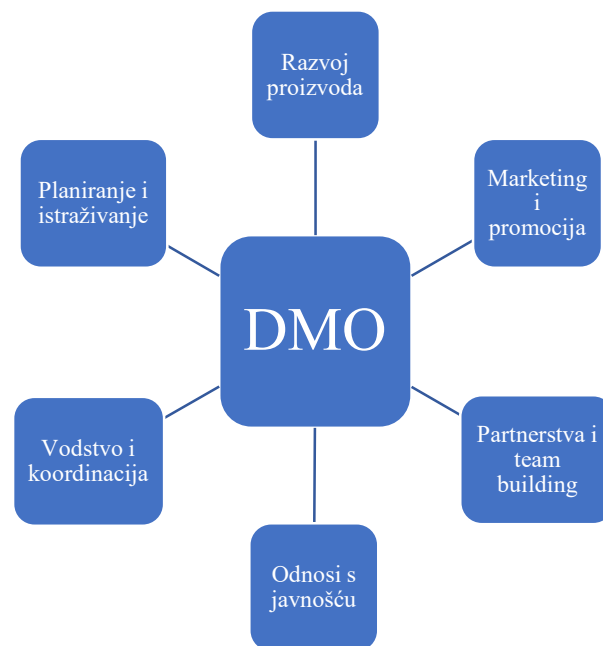 Razvoj
proizvoda
Planiranje i
istraživanje
Marketing
i
promocija
DMO
Vodstvo i
koordinacija
Partnerstva i
team
building
Odnosi s
javnošću